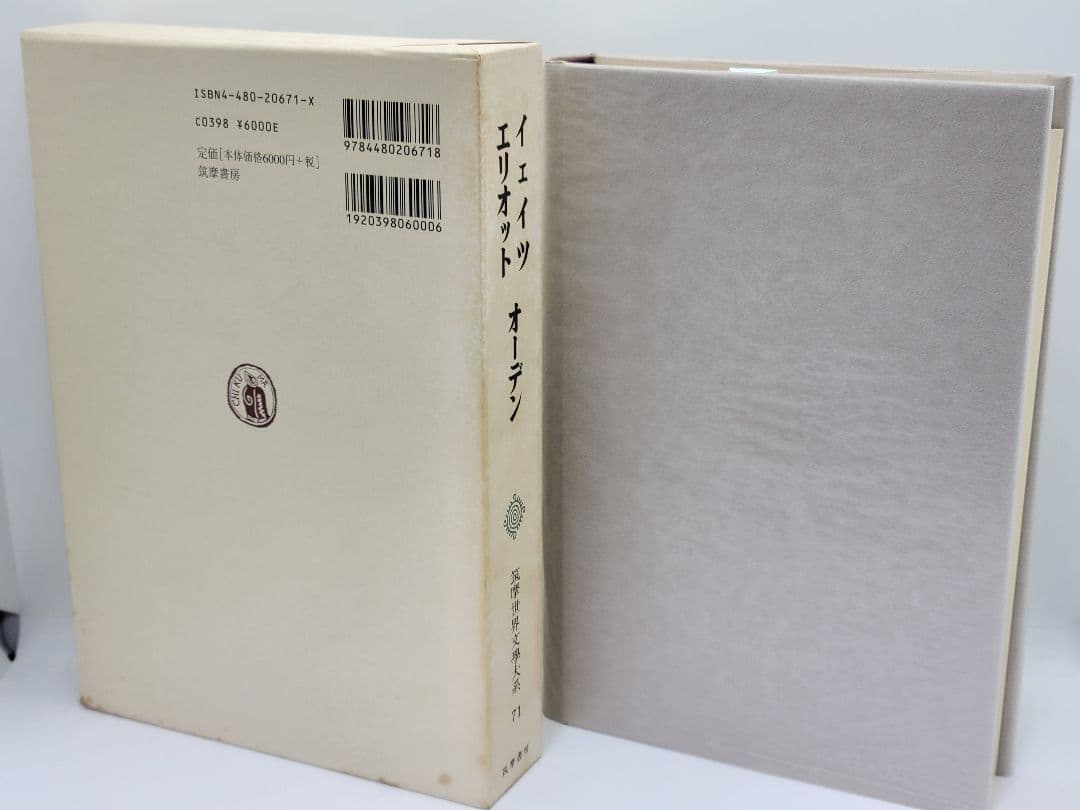 ISBN4-480-20671-X
C0398 ¥6000E
定価[本体価格6000円+税]
筑摩書房
9784480206718
1920398060006
CHIKUMA
イェイツ
エリオット
オーデン
筑摩世界文學大系
71
筑摩書房